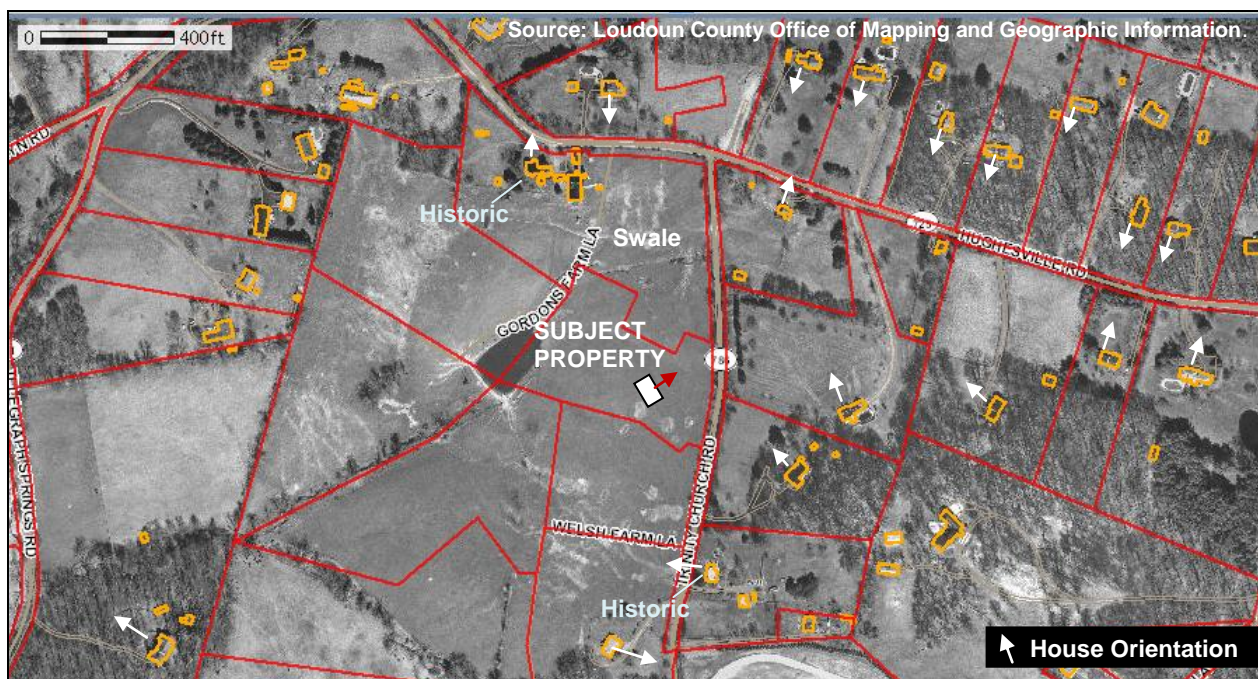 0 400ft
Source: Loudoun County Office of Mapping and Geographic Information.
N RD
Historic
Swale
HUGHESVILLE RD
GORDONS FARM LA
SUBJECT
PROPERTY
TELEGRAPH SPRINGS RD
TRINITY CHURCH RD
WELSH FARM LA
Historic
House Orientation